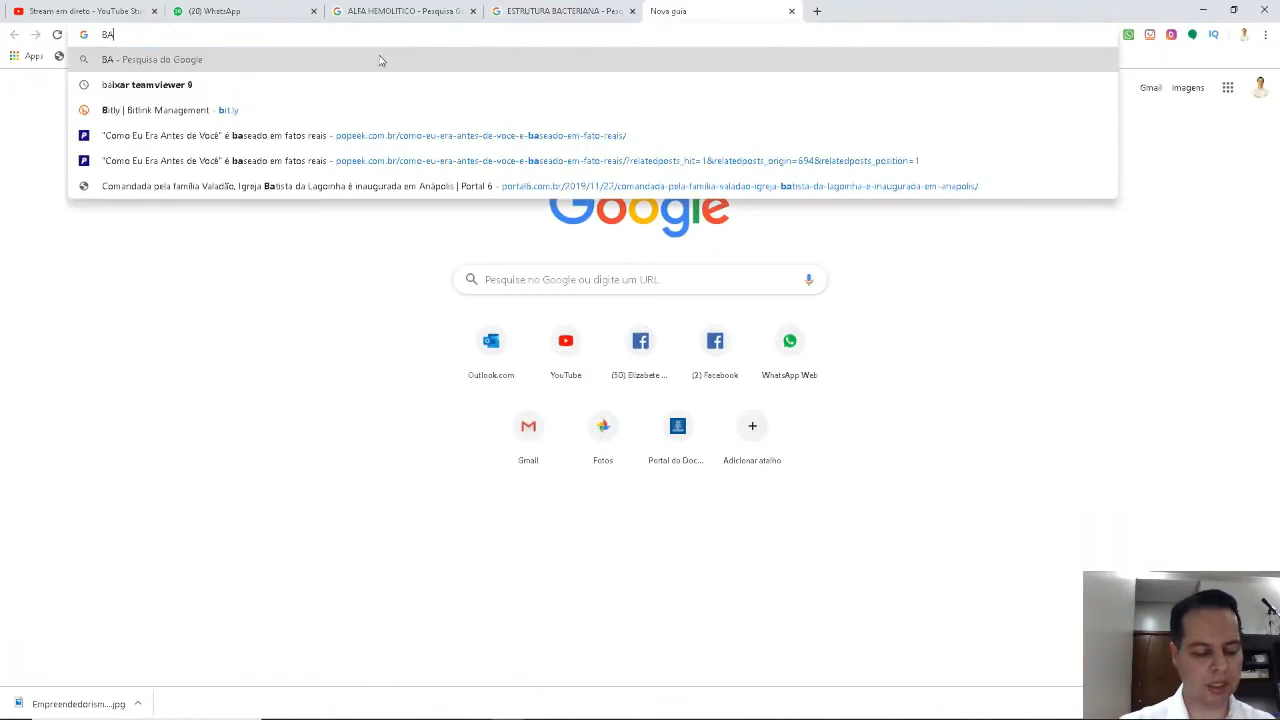 Stream em direto - YouTube Stu
(20) WhatsApp
ALFA HEMOLITICO - Pesquisa G
ESTRUTURA BACTERIANA - Pesq
Nova guia
BA
Apps
BA - Pesquisa do Google
baixar teamviewer 9
Bitly | Bitlink Management - bit.ly
"Como Eu Era Antes de Você" é baseado em fatos reais - popeek.com.br/como-eu-era-antes-de-voce-e-baseado-em-fato-reais/
"Como Eu Era Antes de Você" é baseado em fatos reais - popeek.com.br/como-eu-era-antes-de-voce-e-baseado-em-fato-reais/?relatedposts_hit=1&relatedposts_origin=694&relatedposts_position=1
Comandada pela família Valadão, Igreja Batista da Lagoinha é inaugurada em Anápolis | Portal 6 - portal6.com.br/2019/11/22/comandada-pela-familia-valadao-igreja-batista-da-lagoinha-e-inaugurada-em-anapolis/
Gmail Imagens
Google
Pesquise no Google ou digite um URL
Outlook.com
YouTube
(50) Elizabete ...
(2) Facebook
WhatsApp Web
Gmail
Fotos
Portal do Doc...
Adicionar atalho
Empreendedorism....jpg